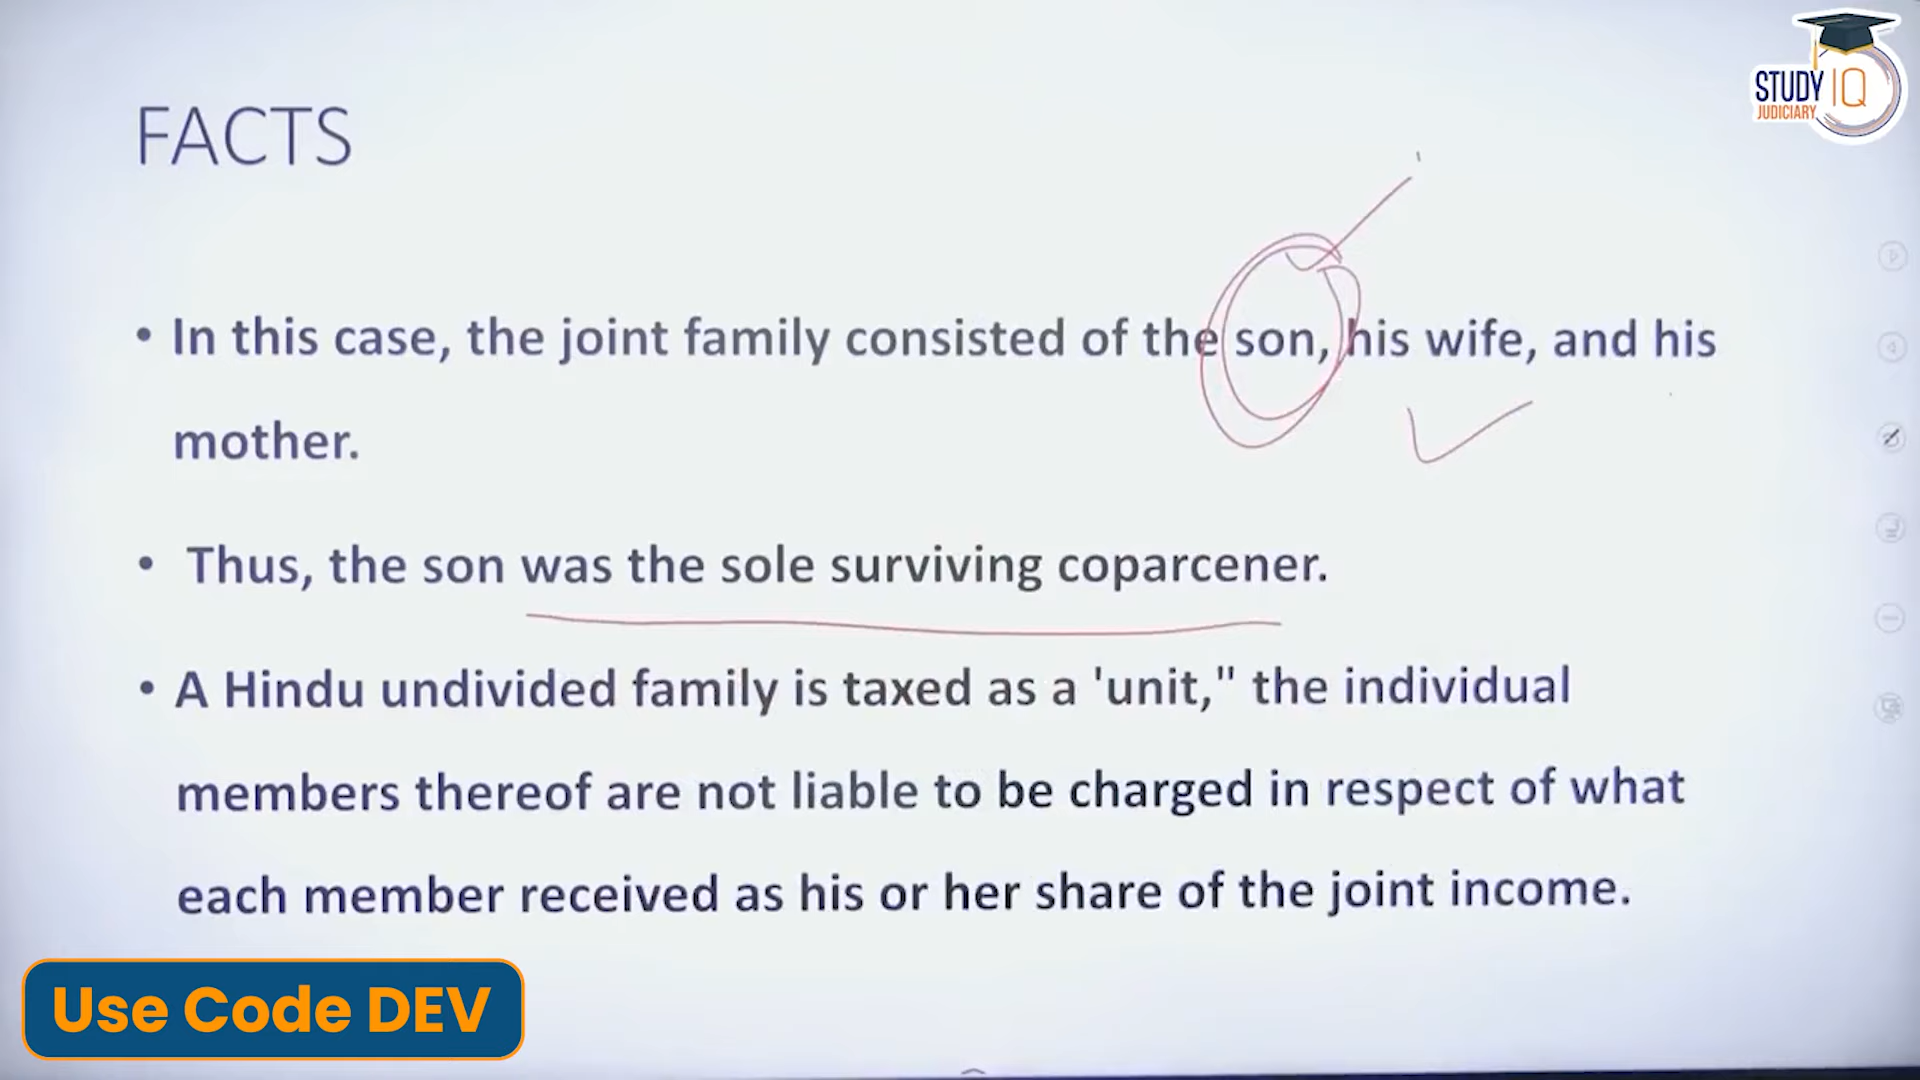 STUDY IQ
JUDICIARY
FACTS
• In this case, the joint family consisted of the son, his wife, and his
mother.
• Thus, the son was the sole surviving coparcener.
• A Hindu undivided family is taxed as a 'unit," the individual
members thereof are not liable to be charged in respect of what
each member received as his or her share of the joint income.
Use Code DEV